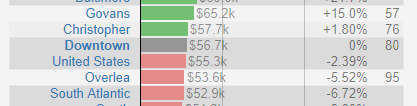 Govans $65.2k +15.0% 57
Christopher $57.7k +1.80% 76
Downtown $56.7k 0% 80
United States $55.3k -2.39%
Overlea $53.6k -5.52% 95
South Atlantic $52.9k -6.72%